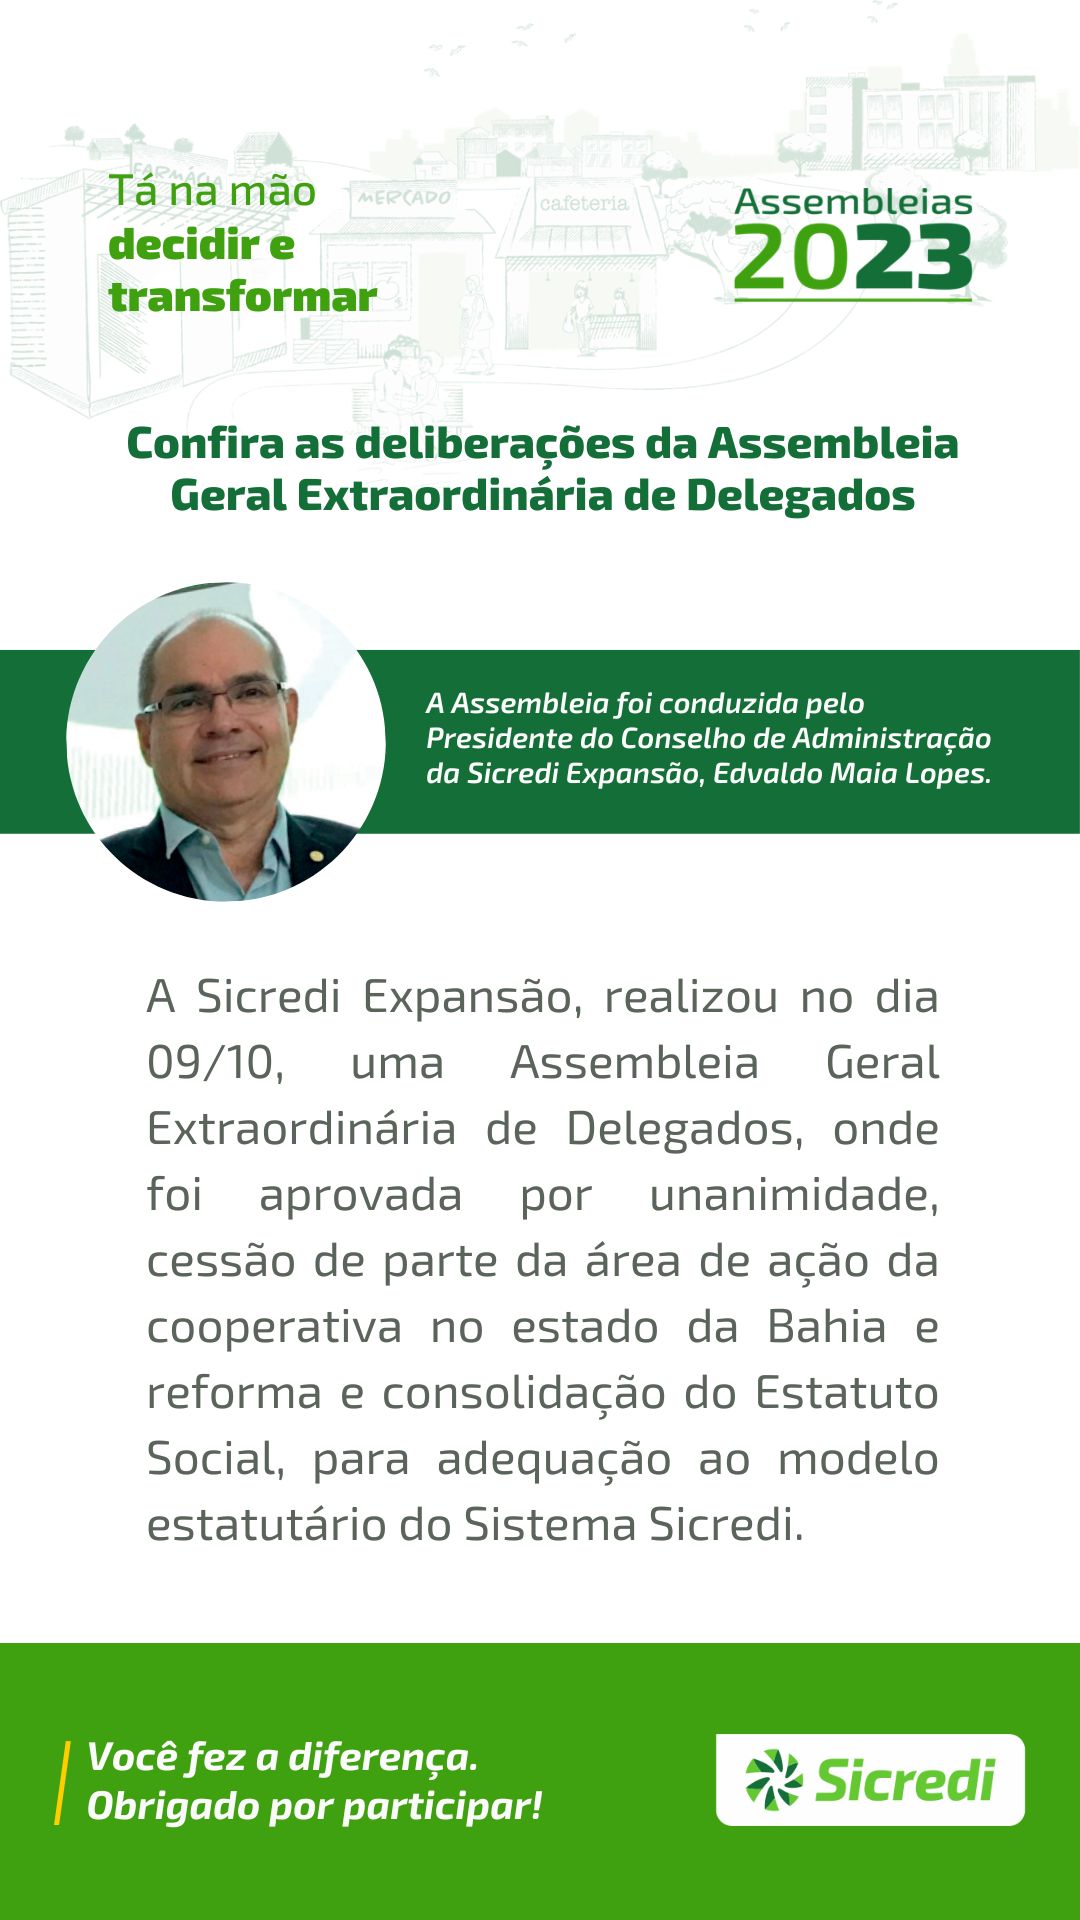 FARMÁCIA
Tá na mão
decidir e
transformar
MERCADO
cafeteria
Assembleias
2023
Confira as deliberações da Assembleia
Geral Extraordinária de Delegados
A Assembleia foi conduzida pelo
Presidente do Conselho de Administração
da Sicredi Expansão, Edvaldo Maia Lopes.
A Sicredi Expansão, realizou no dia
09/10, uma Assembleia Geral
Extraordinária de Delegados, onde
foi aprovada por unanimidade,
cessão de parte da área de ação da
cooperativa no estado da Bahia e
reforma e consolidação do Estatuto
Social, para adequação ao modelo
estatutário do Sistema Sicredi.
Você fez a diferença.
Obrigado por participar!
Sicredi